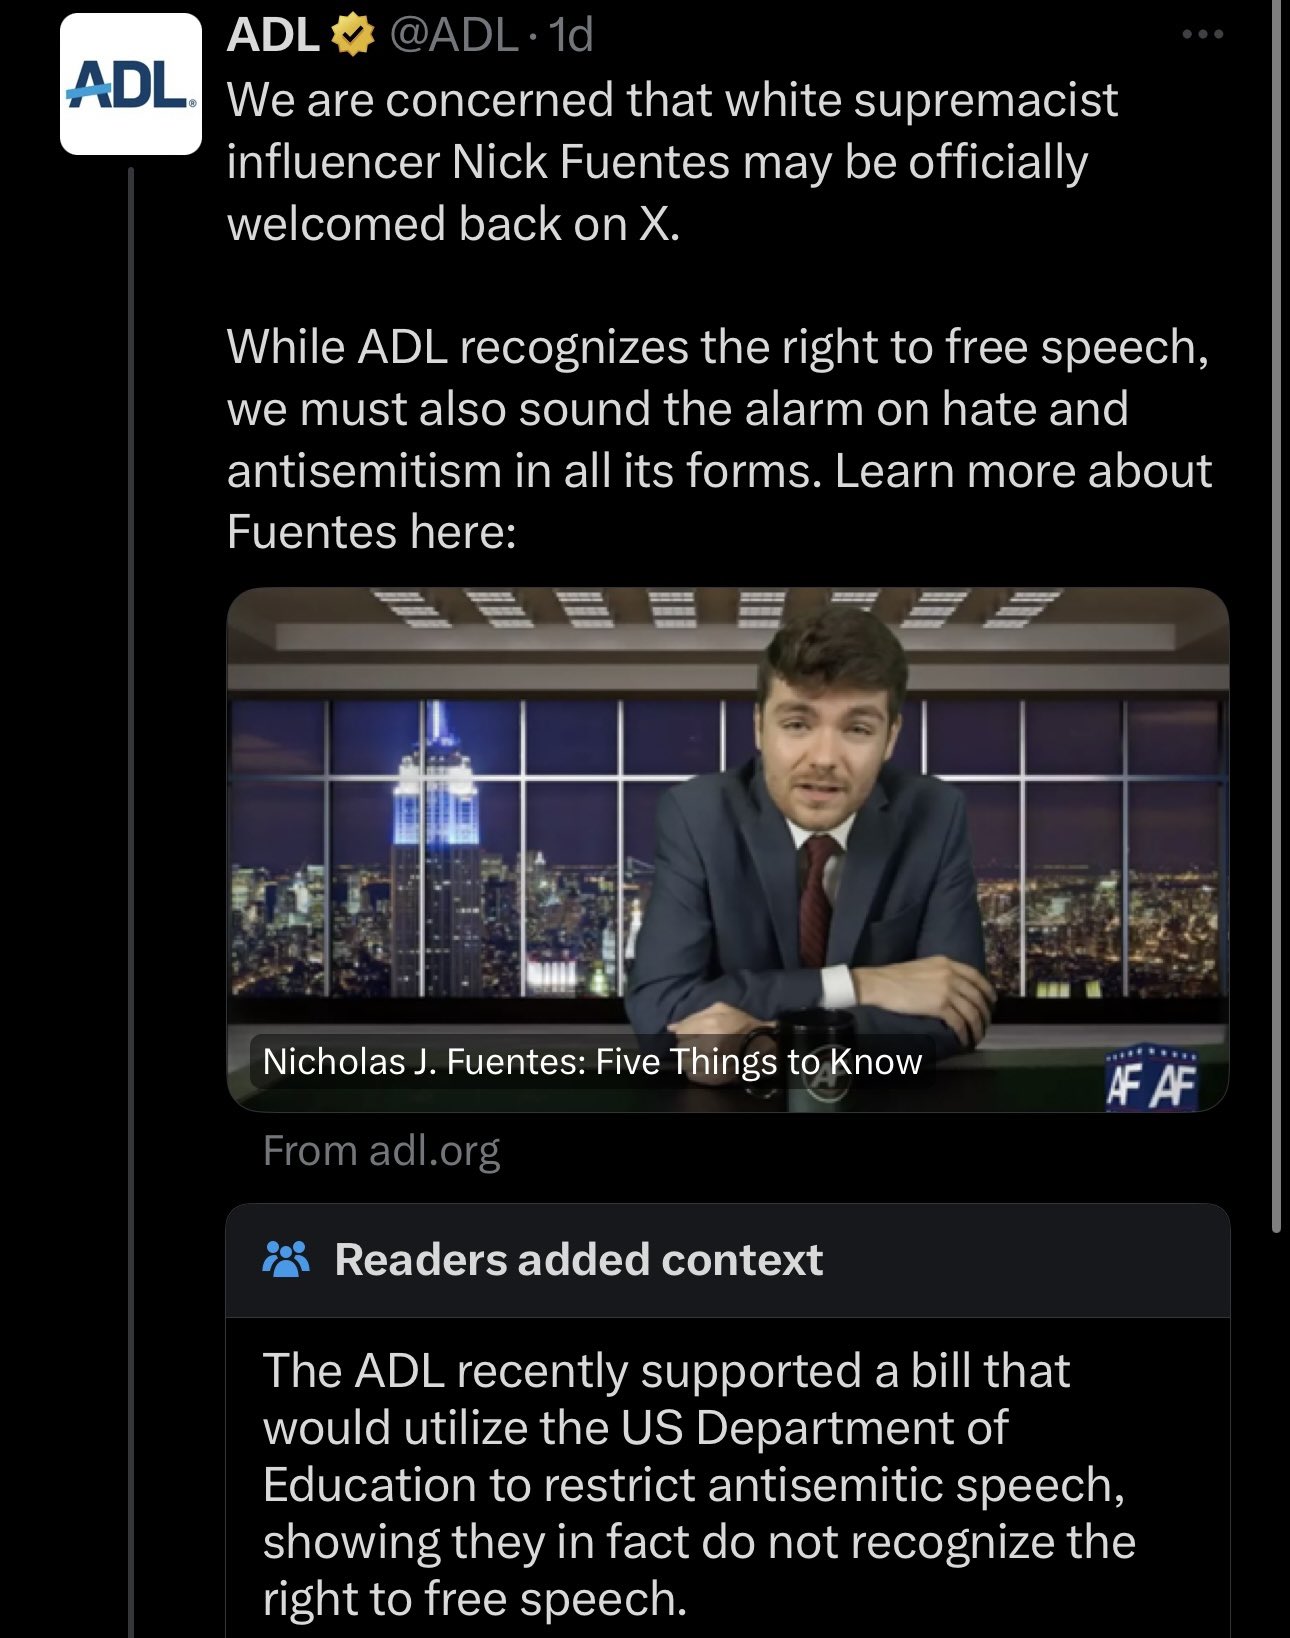 ADL @ADL · 1d
ADL®
We are concerned that white supremacist
influencer Nick Fuentes may be officially
welcomed back on X.
While ADL recognizes the right to free speech,
we must also sound the alarm on hate and
antisemitism in all its forms. Learn more about
Fuentes here:
Nicholas J. Fuentes: Five Things to Know
AF
AF AF
From adl.org
Readers added context
The ADL recently supported a bill that
would utilize the US Department of
Education to restrict antisemitic speech,
showing they in fact do not recognize the
right to free speech.